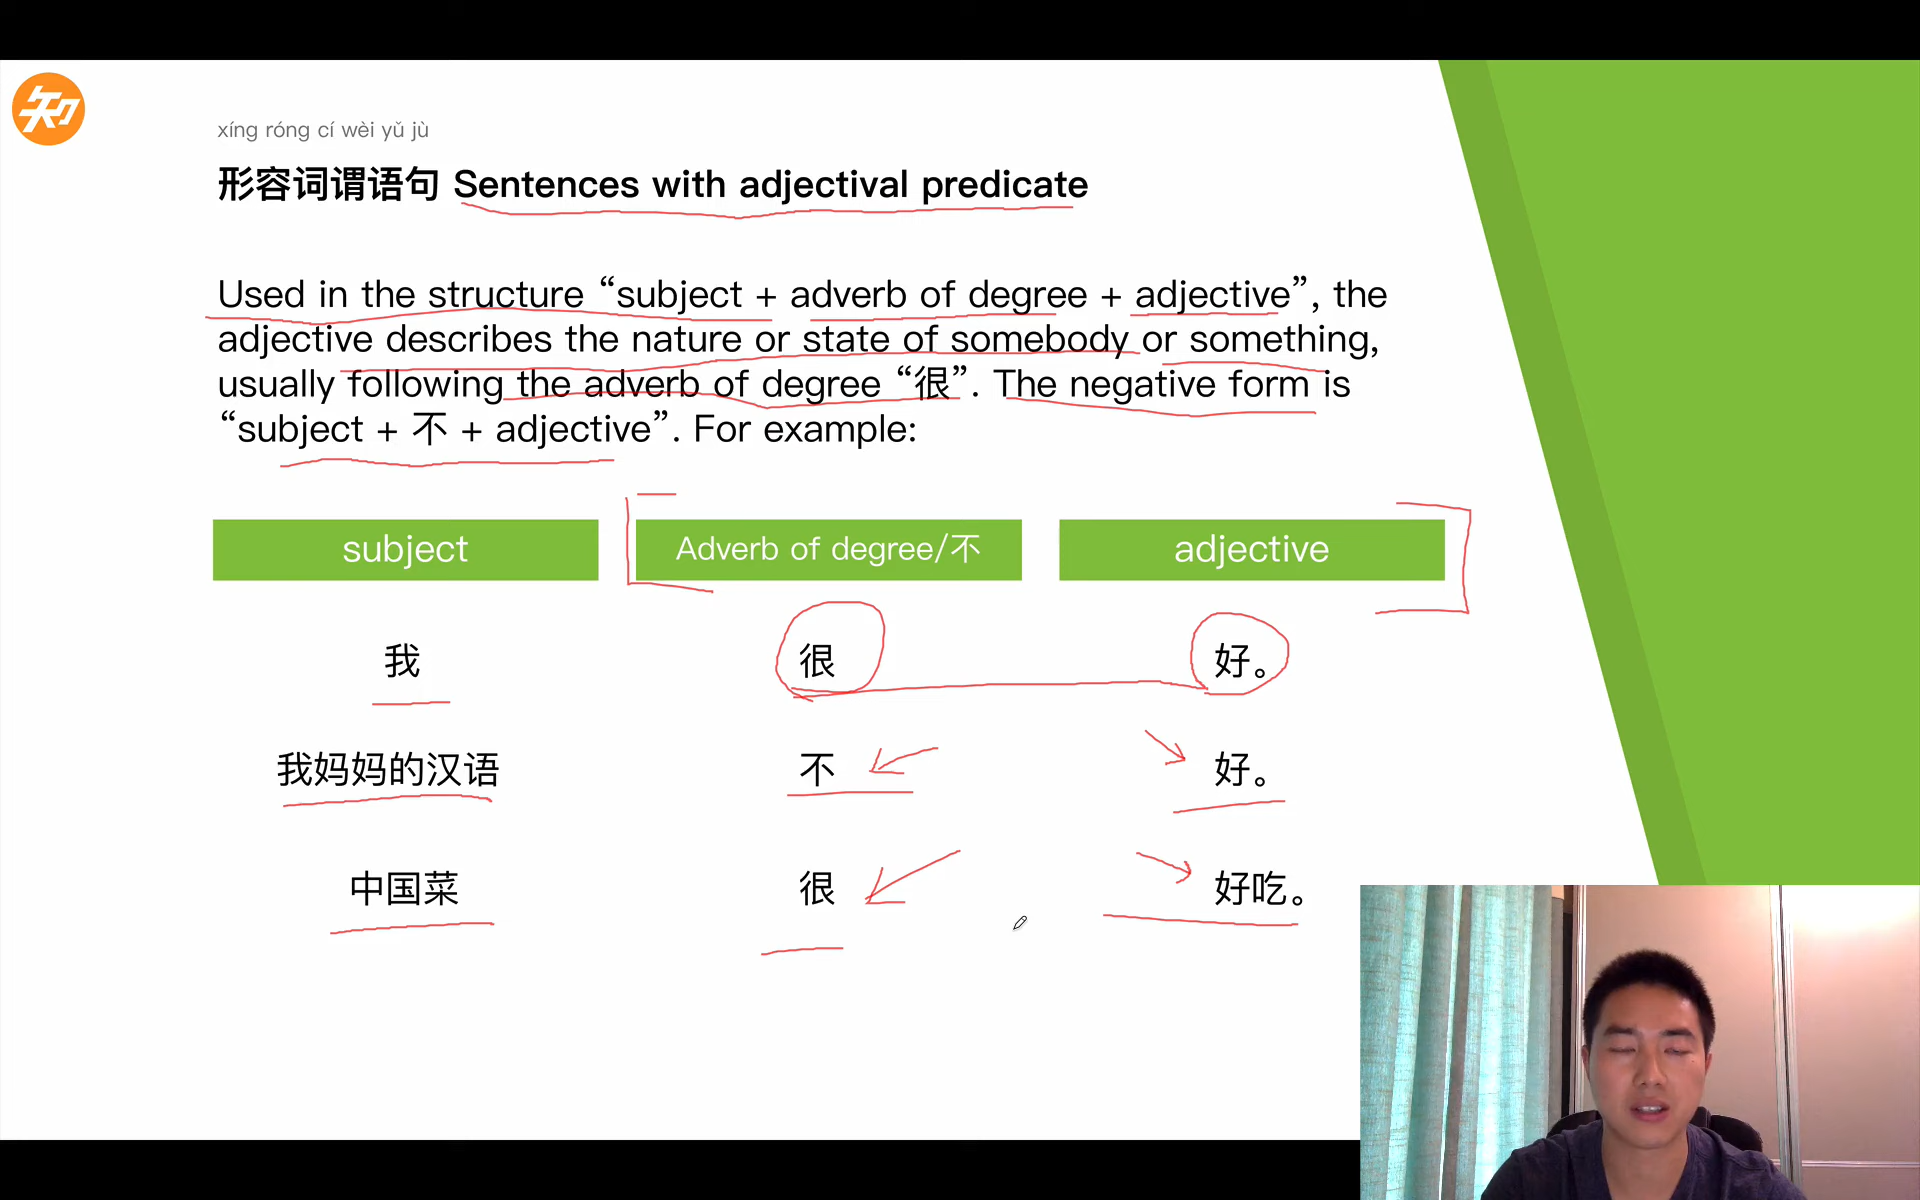 知
xíng róng cí wèi yǔ jù
形容词谓语句 Sentences with adjectival predicate
Used in the structure “subject + adverb of degree + adjective”, the
adjective describes the nature or state of somebody or something,
usually following the adverb of degree “很”. The negative form is
“subject + 不 + adjective”. For example:
subject Adverb of degree/不 adjective
我 很 好。
我妈妈的汉语 不 好。
中国菜 很 好吃。